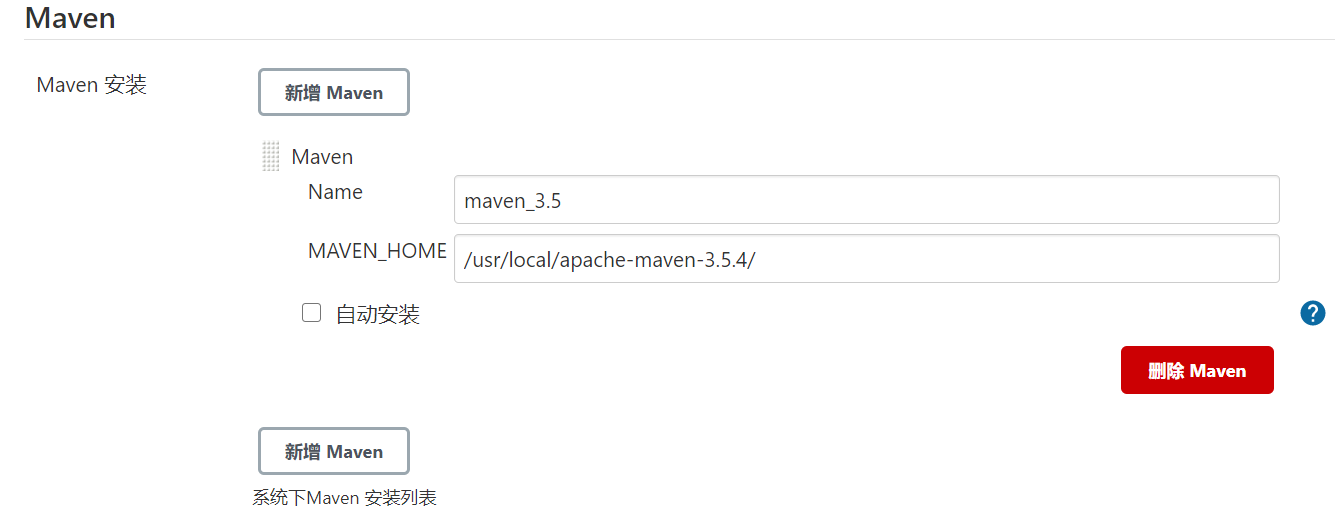 Maven
Maven 安装
新增 Maven
Maven
Name
maven_3.5
MAVEN_HOME
/usr/local/apache-maven-3.5.4/
自动安装
?
删除 Maven
新增 Maven
系统下Maven 安装列表